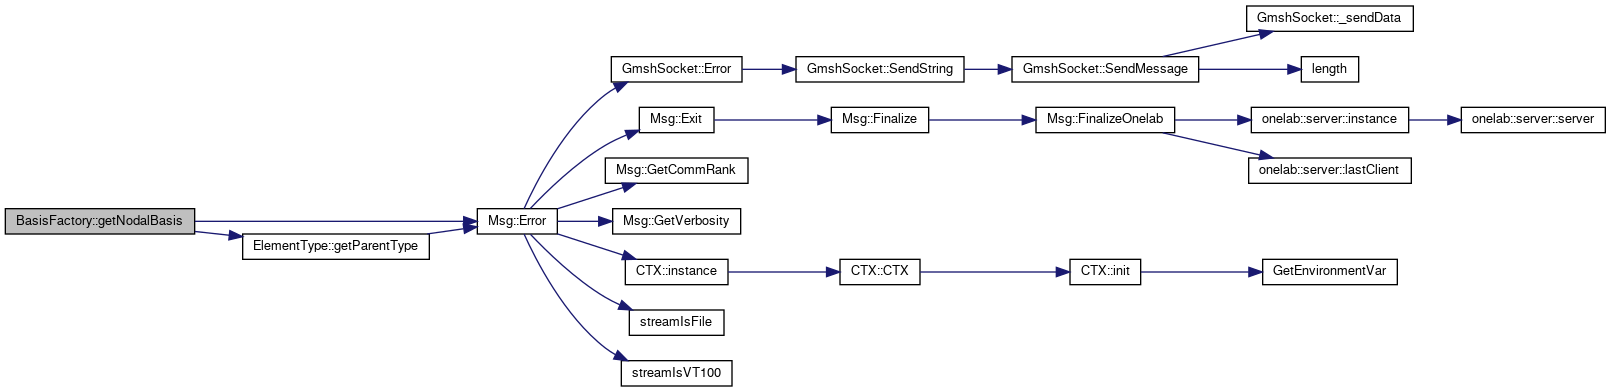 GmshSocket::_sendData
GmshSocket::Error
GmshSocket::SendString
GmshSocket::SendMessage
length
Msg::Exit
Msg::Finalize
Msg::FinalizeOnelab
onelab::server::instance
onelab::server::server
Msg::GetCommRank
onelab::server::lastClient
BasisFactory::getNodalBasis
Msg::Error
Msg::GetVerbosity
ElementType::getParentType
CTX::instance
CTX::CTX
CTX::init
GetEnvironmentVar
streamIsFile
streamIsVT100